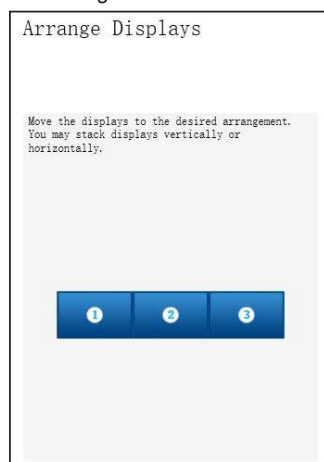 Arrange Displays
Move the displays to the desired arrangement.
You may stack displays vertically or
horizontally.
1 2 3